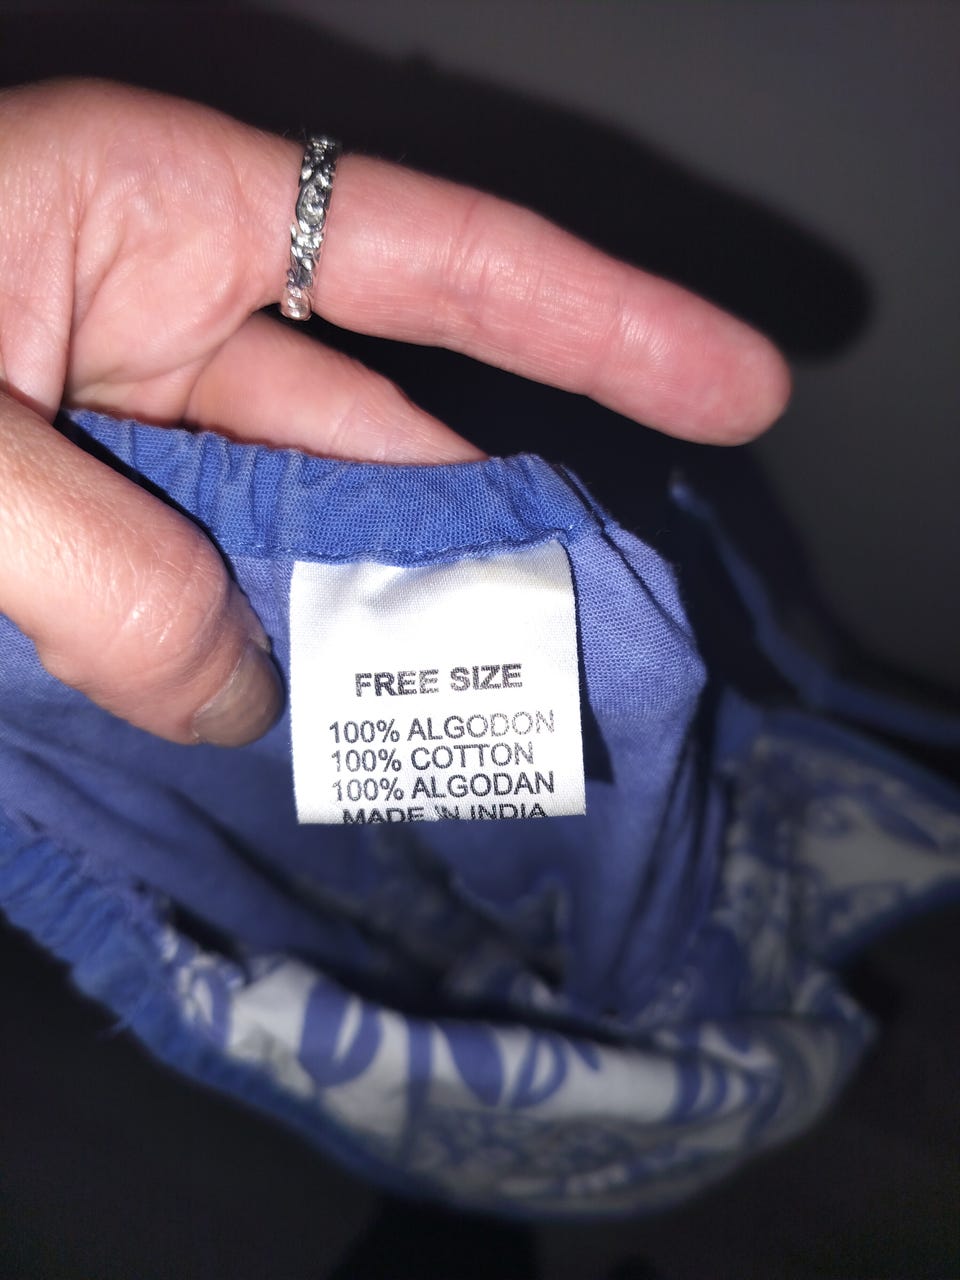 FREE SIZE
100% ALGODON
100% COTTON
100% ALGODAN
MADE IN INDIA